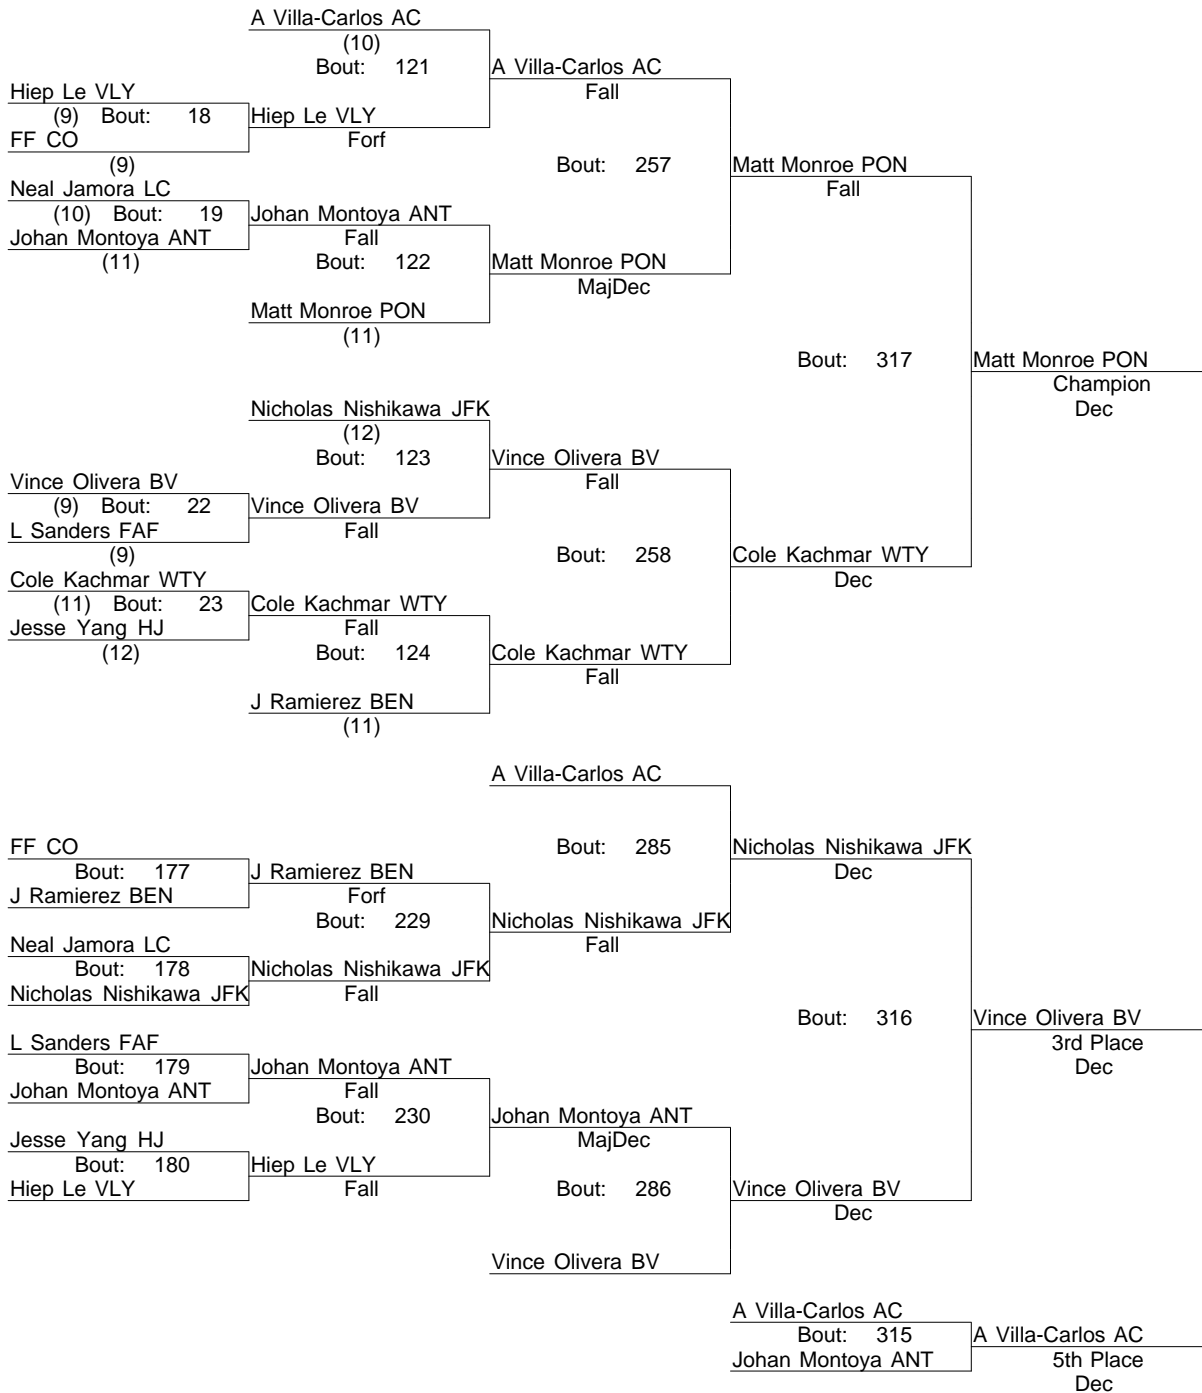 A Villa-Carlos AC
(10)
Bout: 121
A Villa-Carlos AC
Fall
Hiep Le VLY
(9) Bout: 18
Hiep Le VLY
FF CO
Forf
(9)
Bout: 257
Matt Monroe PON
Fall
Neal Jamora LC
(10) Bout: 19
Johan Montoya ANT
Johan Montoya ANT
Fall
(11)
Bout: 122
Matt Monroe PON
MajDec
Matt Monroe PON
(11)
Bout: 317
Matt Monroe PON
Champion
Dec
Nicholas Nishikawa JFK
(12)
Bout: 123
Vince Olivera BV
Fall
Vince Olivera BV
(9) Bout: 22
Vince Olivera BV
L Sanders FAF
Fall
(9)
Bout: 258
Cole Kachmar WTY
Dec
Cole Kachmar WTY
(11) Bout: 23
Cole Kachmar WTY
Jesse Yang HJ
Fall
(12)
Bout: 124
Cole Kachmar WTY
Fall
J Ramierez BEN
(11)
A Villa-Carlos AC
FF CO
Bout: 285
Nicholas Nishikawa JFK
Dec
Bout: 177
J Ramierez BEN
J Ramierez BEN
Forf
Bout: 229
Nicholas Nishikawa JFK
Fall
Neal Jamora LC
Bout: 178
Nicholas Nishikawa JFK
Nicholas Nishikawa JFK
Fall
Bout: 316
Vince Olivera BV
3rd Place
Dec
L Sanders FAF
Bout: 179
Johan Montoya ANT
Johan Montoya ANT
Fall
Bout: 230
Johan Montoya ANT
MajDec
Jesse Yang HJ
Bout: 180
Hiep Le VLY
Hiep Le VLY
Fall
Bout: 286
Vince Olivera BV
Dec
Vince Olivera BV
A Villa-Carlos AC
Bout: 315
A Villa-Carlos AC
Johan Montoya ANT
5th Place
Dec